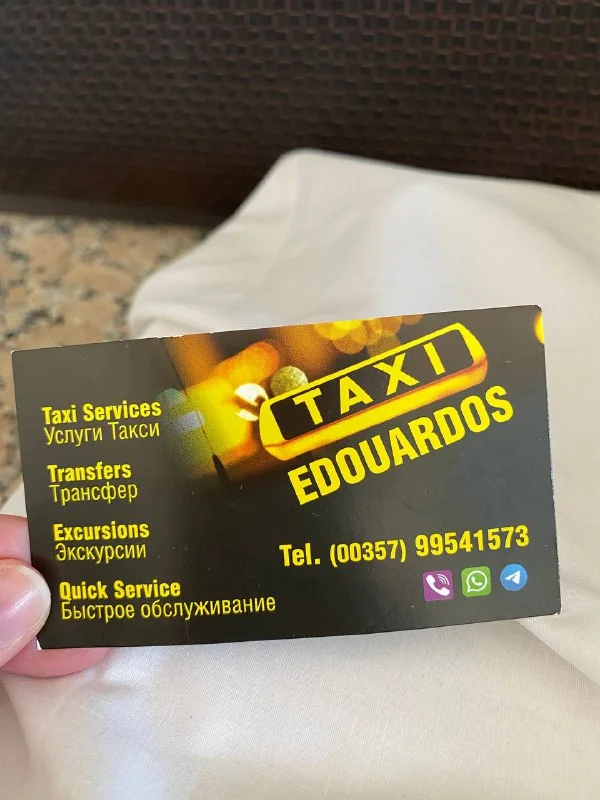 Taxi Services
Услуги Такси
Transfers
Трансфер
Excursions
Экскурсии
Quick Service
Быстрое обслуживание
TAXI
EDOUARDOS
Tel. (00357) 99541573